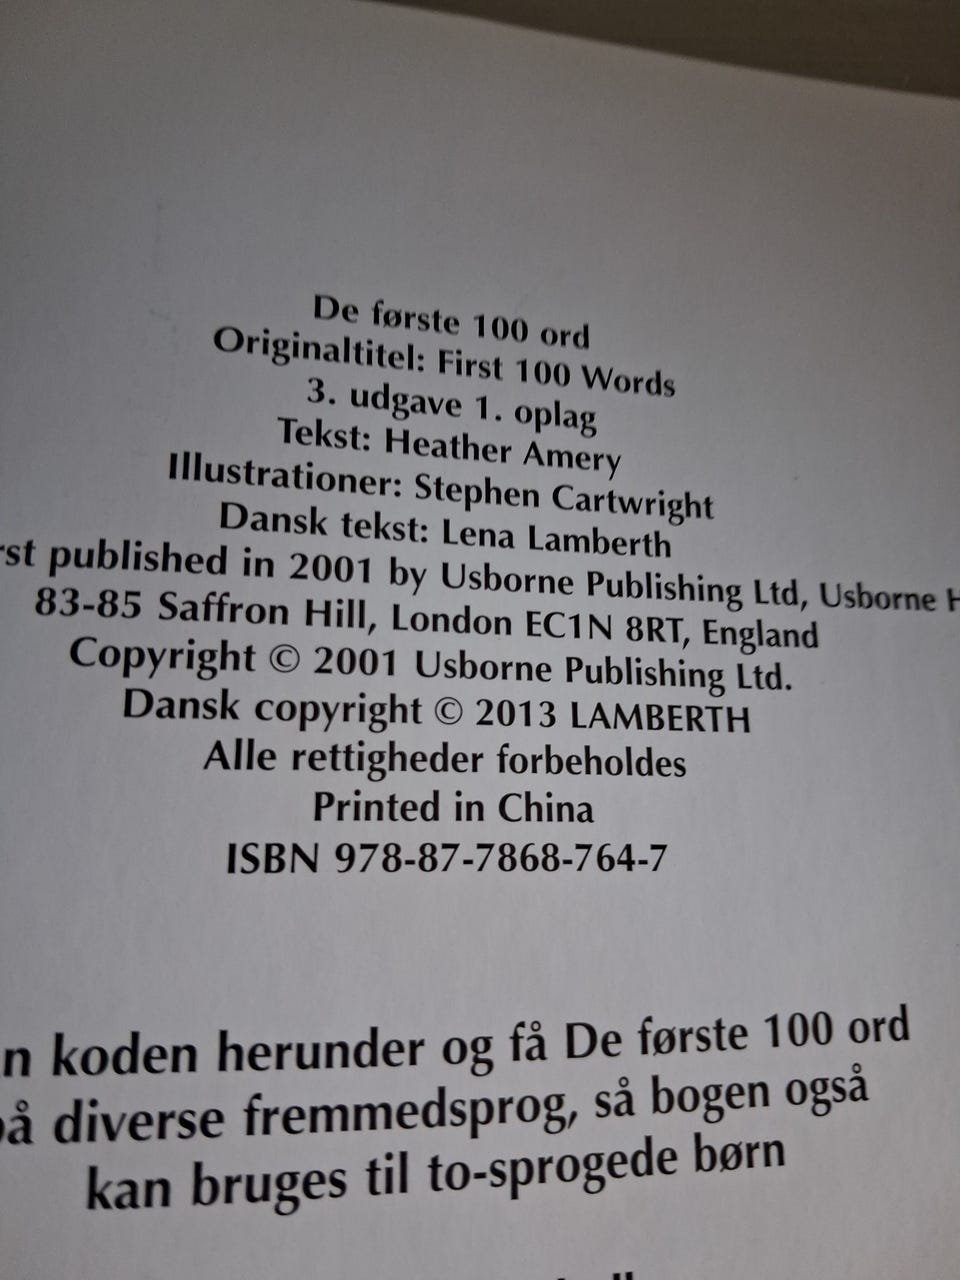 De første 100 ord
Originaltitel: First 100 Words
3. udgave 1. oplag
Tekst: Heather Amery
Illustrationer: Stephen Cartwright
Dansk tekst: Lena Lamberth
published in 2001 by Usborne Publishing Ltd, Usborne
83-85 Saffron Hill, London EC1N 8RT, England
Copyright © 2001 Usborne Publishing Ltd.
Dansk copyright © 2013 LAMBERTH
Alle rettigheder forbeholdes
Printed in China
ISBN 978-87-7868-764-7
koden herunder og få De første 100 ord
på diverse fremmedsprog, så bogen også
kan bruges til to-sprogede børn